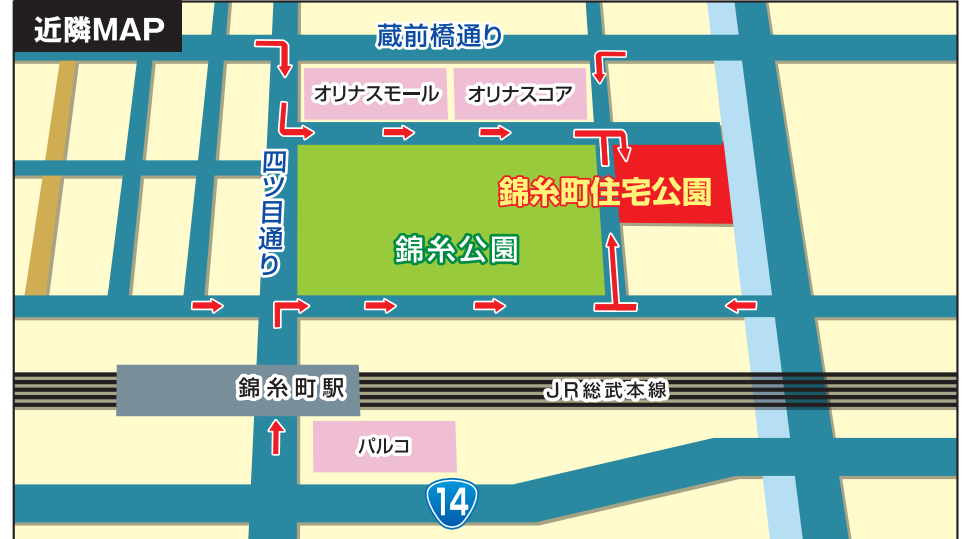 近隣MAP
蔵前橋通り
オリナスモール
オリナスコア
四ツ目通り
錦糸町住宅公園
錦糸公園
錦糸町駅
JR総武本線
パルコ
14